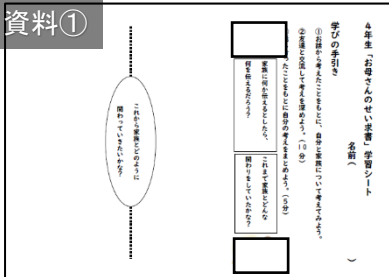 資料①
4年生「お母さんのせい求書」学習シート
名前（　　　）
学びの手引き
①お話から考えたことをもとに、自分と家族について考えてみよう。
②友達と交流して考えを深めよう。（10分）
ったことをもとに自分の考えをまとめよう。（5分）
家族に何か伝えるとしたら、
何を伝えるだろう？
これまで家族とどんな
関わりをしていたかな？
これから家族とどのように
関わっていきたいかな？